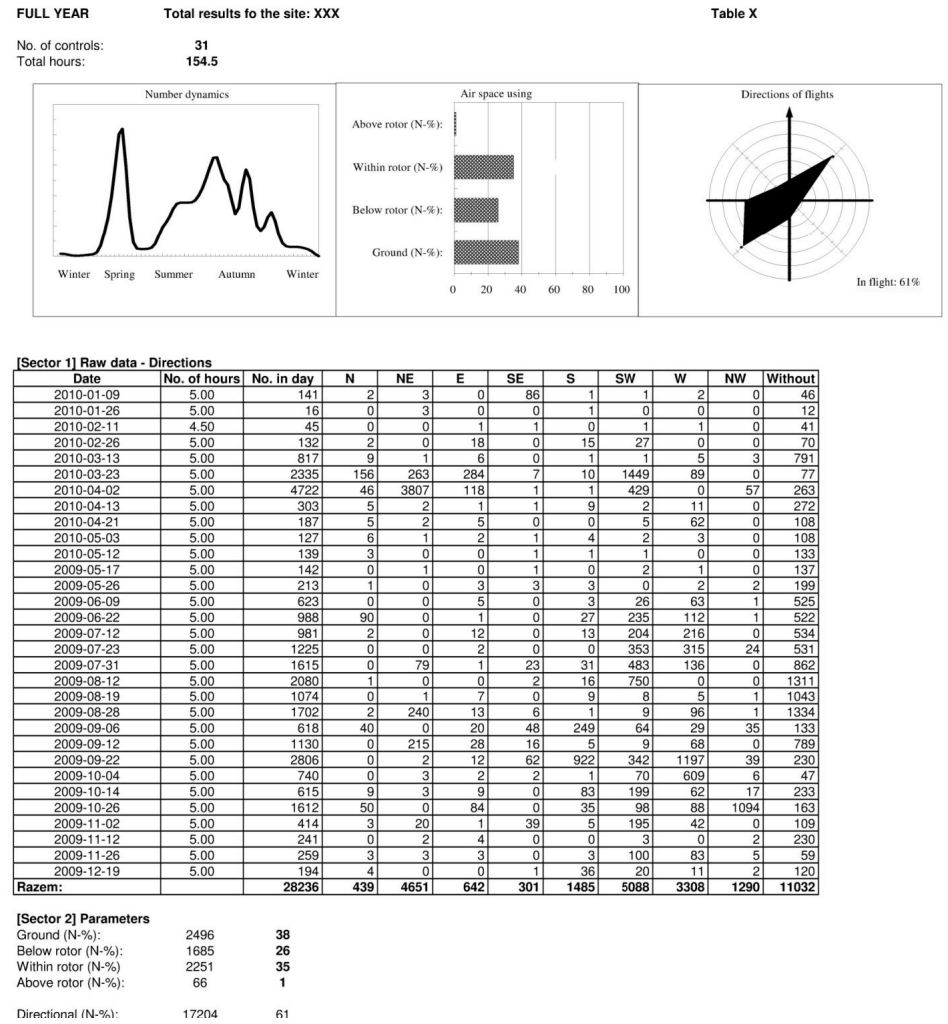 FULL YEAR Total results fo the site: XXX Table X
No. of controls: 31
Total hours: 154.5
Number dynamics Air space using Directions of flights
Above rotor (N-%):
Within rotor (N-%)
Below rotor (N-%):
Ground (N-%):
Winter Spring Summer Autumn Winter
0 20 40 60 80 100
In flight: 61%
[Sector 1] Raw data - Directions
Date No. of hours No. in day N NE E SE S SW W NW Without
2010-01-09 5.00 141 2 3 0 86 1 1 2 0 46
2010-01-26 5.00 16 0 3 0 0 1 0 0 0 12
2010-02-11 4.50 45 0 0 1 1 0 1 1 0 41
2010-02-26 5.00 132 2 0 18 0 15 27 0 0 70
2010-03-13 5.00 817 9 1 6 0 1 1 5 3 791
2010-03-23 5.00 2335 156 263 284 7 10 1449 89 0 77
2010-04-02 5.00 4722 46 3807 118 1 1 429 0 57 263
2010-04-13 5.00 303 5 2 1 1 9 2 11 0 272
2010-04-21 5.00 187 5 2 5 0 0 5 62 0 108
2010-05-03 5.00 127 6 1 2 1 4 2 3 0 108
2010-05-12 5.00 139 3 0 0 1 1 1 0 0 133
2009-05-17 5.00 142 0 1 0 1 0 2 1 0 137
2009-05-26 5.00 213 1 0 3 3 3 0 2 2 199
2009-06-09 5.00 623 0 0 5 0 3 26 63 1 525
2009-06-22 5.00 988 90 0 1 0 27 235 112 1 522
2009-07-12 5.00 981 2 0 12 0 13 204 216 0 534
2009-07-23 5.00 1225 0 0 2 0 0 353 315 24 531
2009-07-31 5.00 1615 0 79 1 23 31 483 136 0 862
2009-08-12 5.00 2080 1 0 0 2 16 750 0 0 1311
2009-08-19 5.00 1074 0 1 7 0 9 8 5 1 1043
2009-08-28 5.00 1702 2 240 13 6 1 9 96 1 1334
2009-09-06 5.00 618 40 0 20 48 249 64 29 35 133
2009-09-12 5.00 1130 0 215 28 16 5 9 68 0 789
2009-09-22 5.00 2806 0 2 12 62 922 342 1197 39 230
2009-10-04 5.00 740 0 3 2 2 1 70 609 6 47
2009-10-14 5.00 615 9 3 9 0 83 199 62 17 233
2009-10-26 5.00 1612 50 0 84 0 35 98 88 1094 163
2009-11-02 5.00 414 3 20 1 39 5 195 42 0 109
2009-11-12 5.00 241 0 2 4 0 0 3 0 2 230
2009-11-26 5.00 259 3 3 3 0 3 100 83 5 59
2009-12-19 5.00 194 4 0 0 1 36 20 11 2 120
Razem: 28236 439 4651 642 301 1485 5088 3308 1290 11032
[Sector 2] Parameters
Ground (N-%): 2496 38
Below rotor (N-%): 1685 26
Within rotor (N-%) 2251 35
Above rotor (N-%): 66 1
Directional (N-%): 17204 61